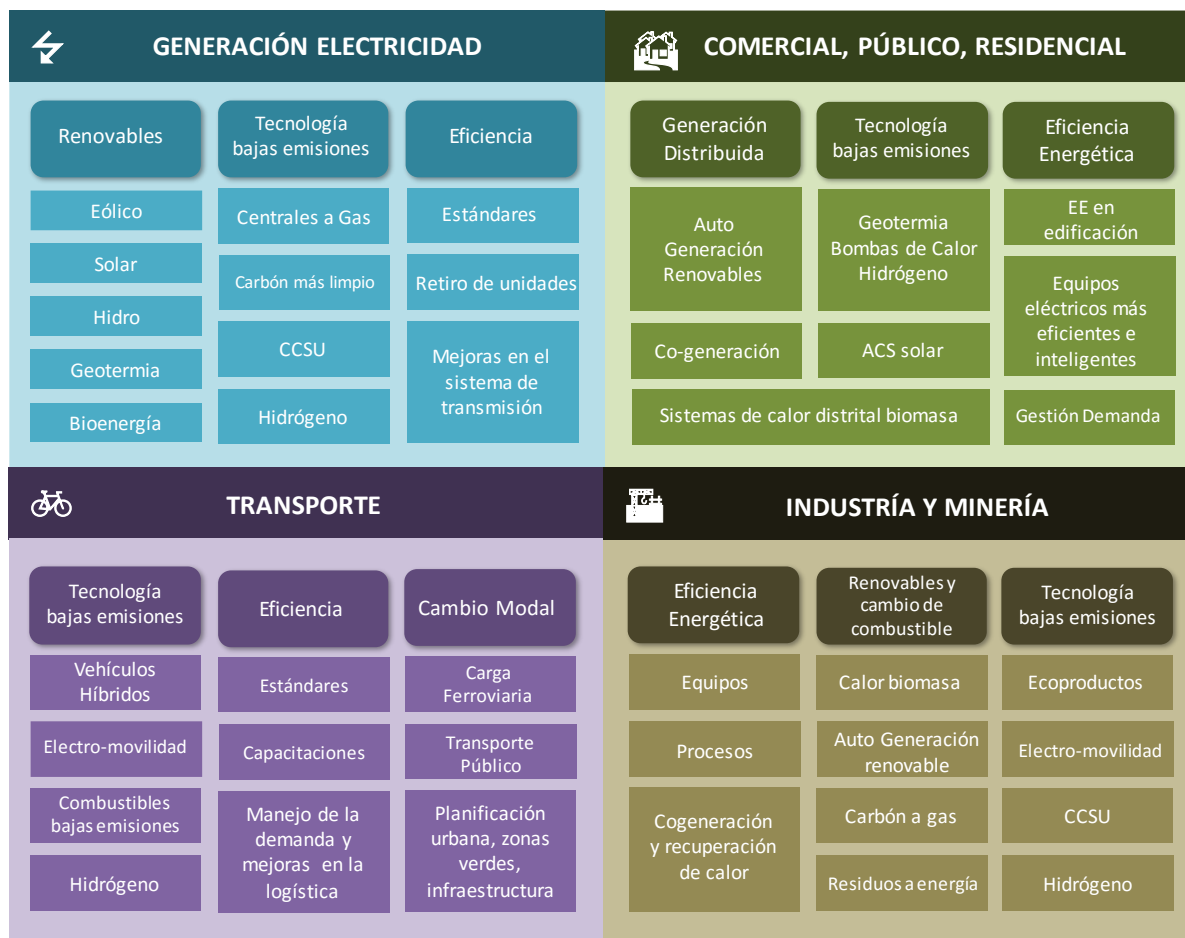 GENERACIÓN ELECTRICIDAD
Renovables
Eólico
Solar
Hidro
Geotermia
Bioenergía
Tecnología
bajas emisiones
Centrales a Gas
Carbón más limpio
CCSU
Hidrógeno
Eficiencia
Estándares
Retiro de unidades
Mejoras en el
sistema de
transmisión
COMERCIAL, PÚBLICO, RESIDENCIAL
Generación
Distribuida
Auto
Generación
Renovables
Co-generación
Tecnología
bajas emisiones
Geotermia
Bombas de Calor
Hidrógeno
ACS solar
Sistemas de calor distrital biomasa
Eficiencia
Energética
EE en
edificación
Equipos
eléctricos más
eficientes e
inteligentes
Gestión Demanda
TRANSPORTE
Tecnología
bajas emisiones
Vehículos
Híbridos
Electro-movilidad
Combustibles
bajas emisiones
Hidrógeno
Eficiencia
Estándares
Capacitaciones
Manejo de la
demanda y
mejoras en la
logística
Cambio Modal
Carga
Ferroviaria
Transporte
Público
Planificación
urbana, zonas
verdes,
infraestructura
INDUSTRÍA Y MINERÍA
Eficiencia
Energética
Equipos
Procesos
Cogeneración
y recuperación
de calor
Renovables y
cambio de
combustible
Calor biomasa
Auto Generación
renovable
Carbón a gas
Residuos a energía
Tecnología
bajas emisiones
Ecoproductos
Electro-movilidad
CCSU
Hidrógeno